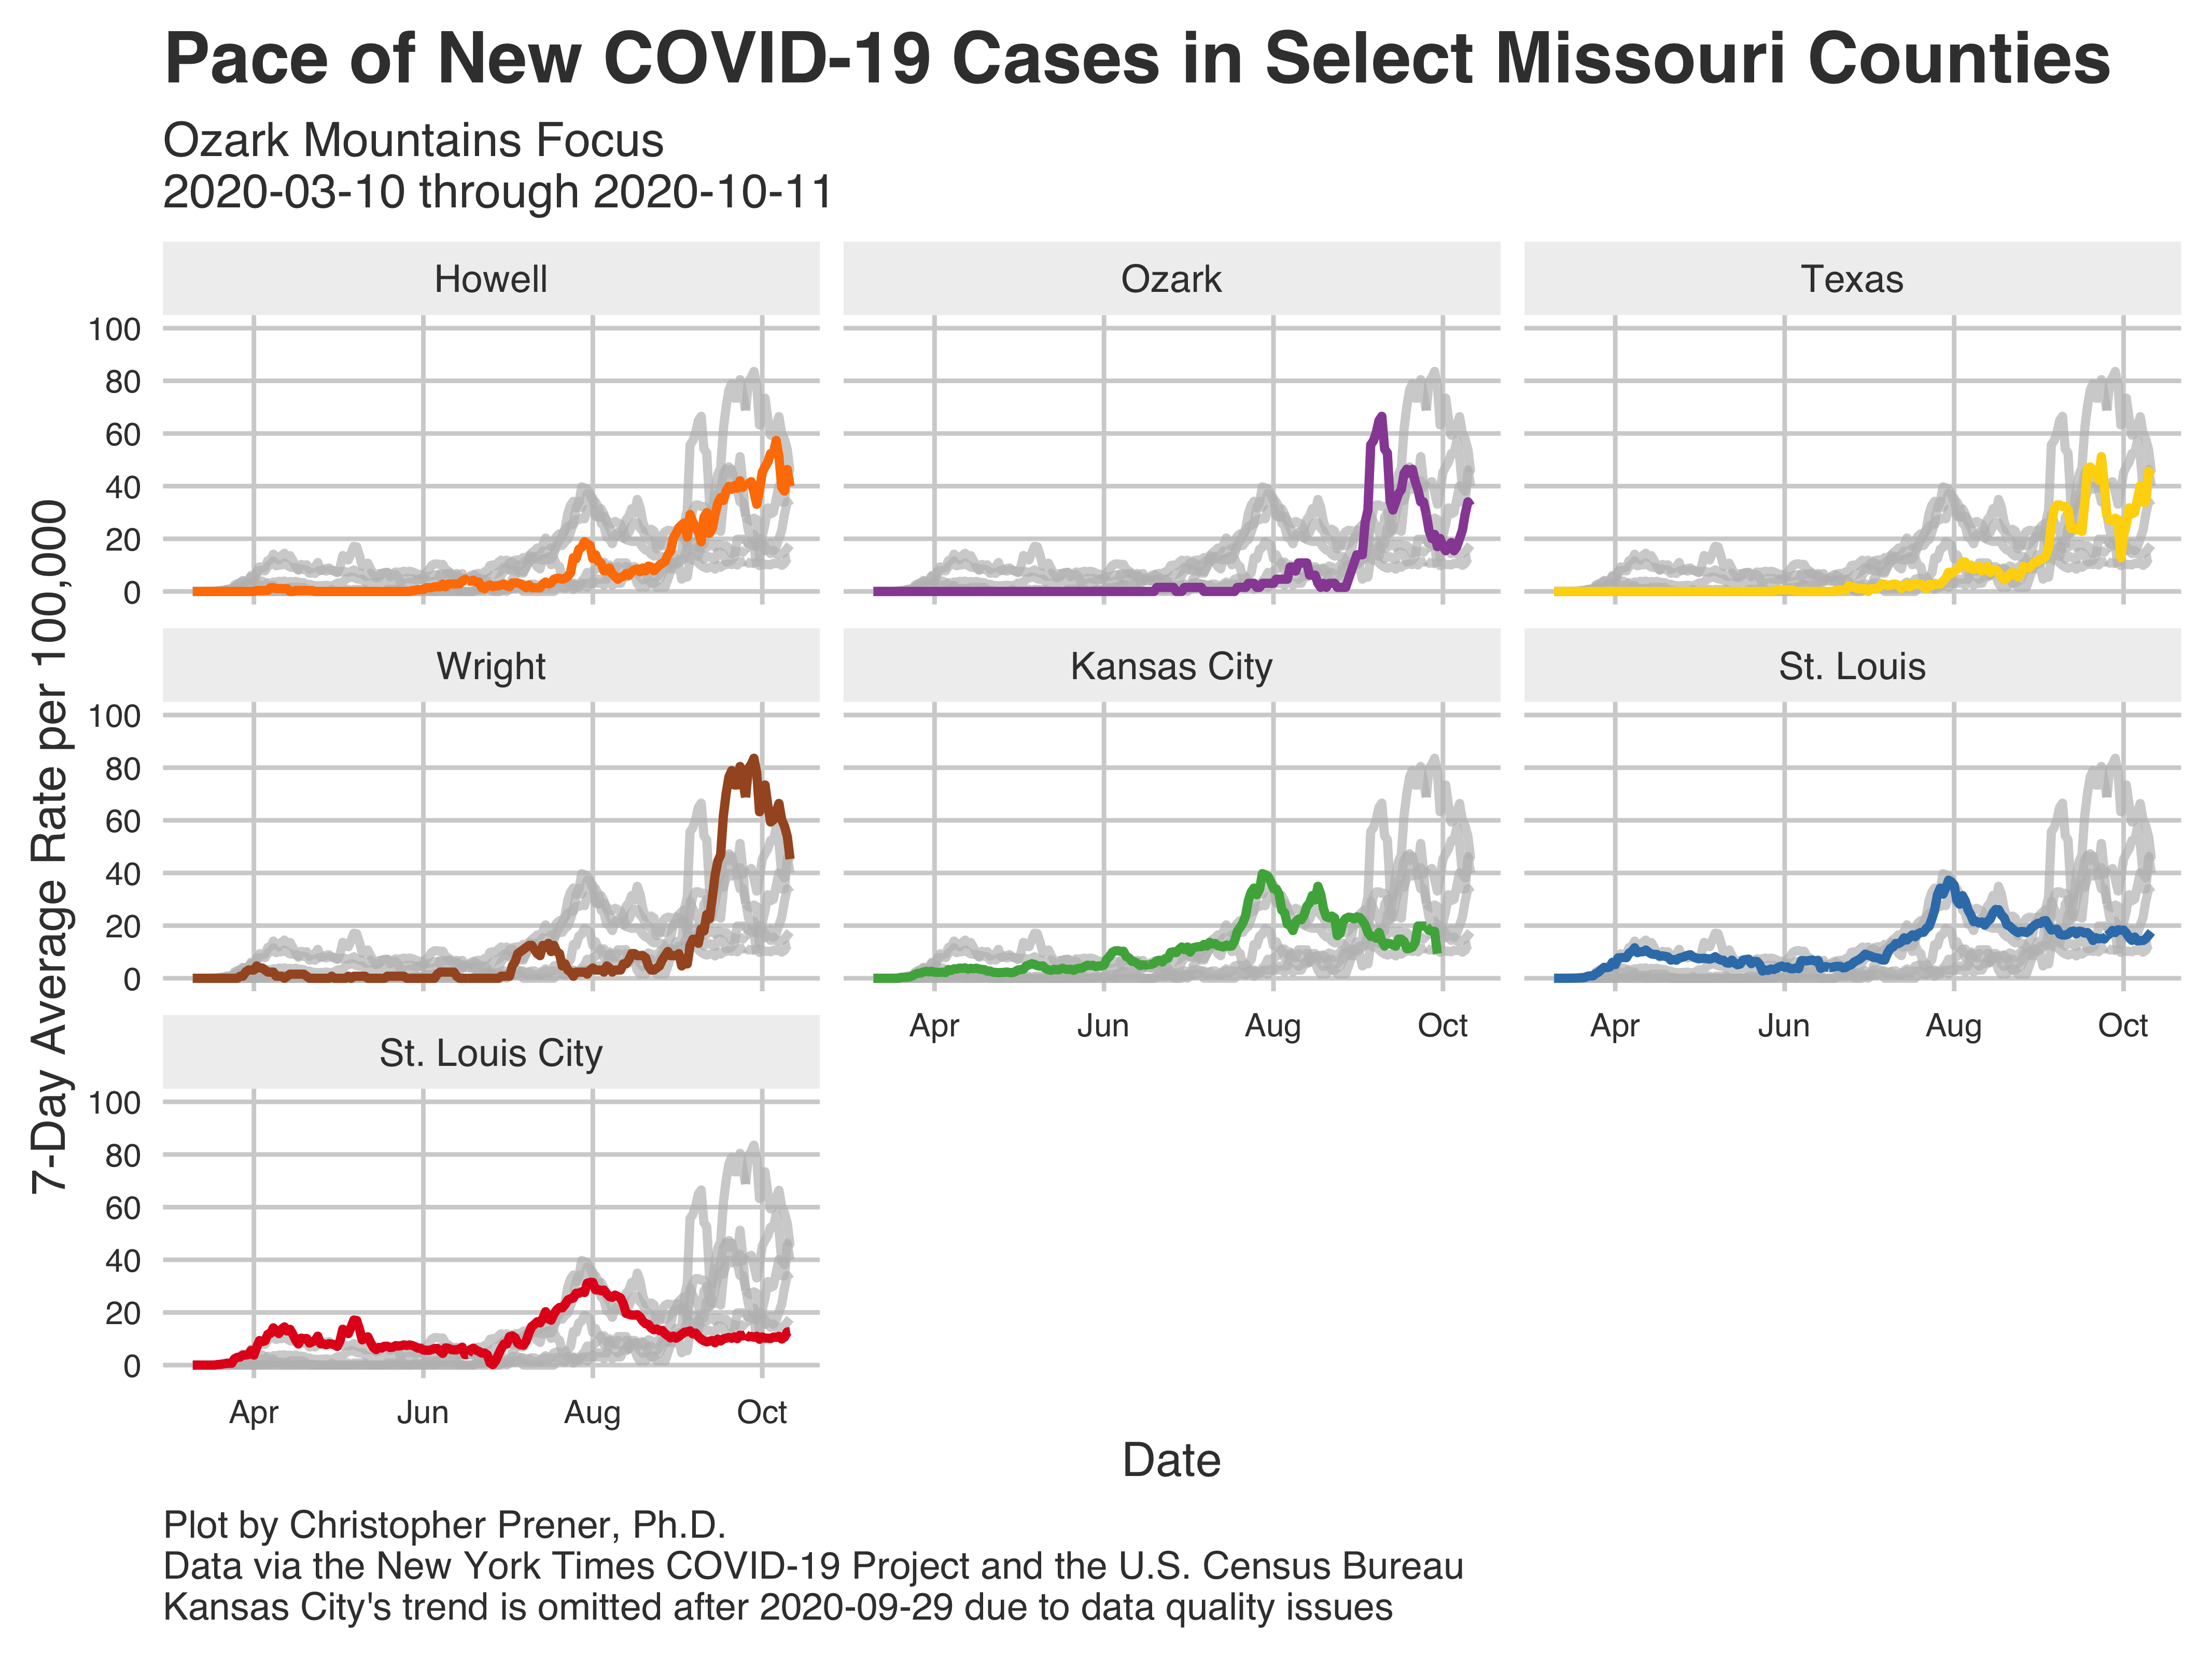 Pace of New COVID-19 Cases in Select Missouri Counties
Ozark Mountains Focus
2020-03-10 through 2020-10-11
7-Day Average Rate per 100,000
Howell
Ozark
Texas
100
80
60
40
20
0
Wright
Kansas City
St. Louis
100
80
60
40
20
0
Apr
Jun
Aug
Oct
Apr
Jun
Aug
Oct
St. Louis City
100
80
60
40
20
0
Apr
Jun
Aug
Oct
Date
Plot by Christopher Prener, Ph.D.
Data via the New York Times COVID-19 Project and the U.S. Census Bureau
Kansas City's trend is omitted after 2020-09-29 due to data quality issues